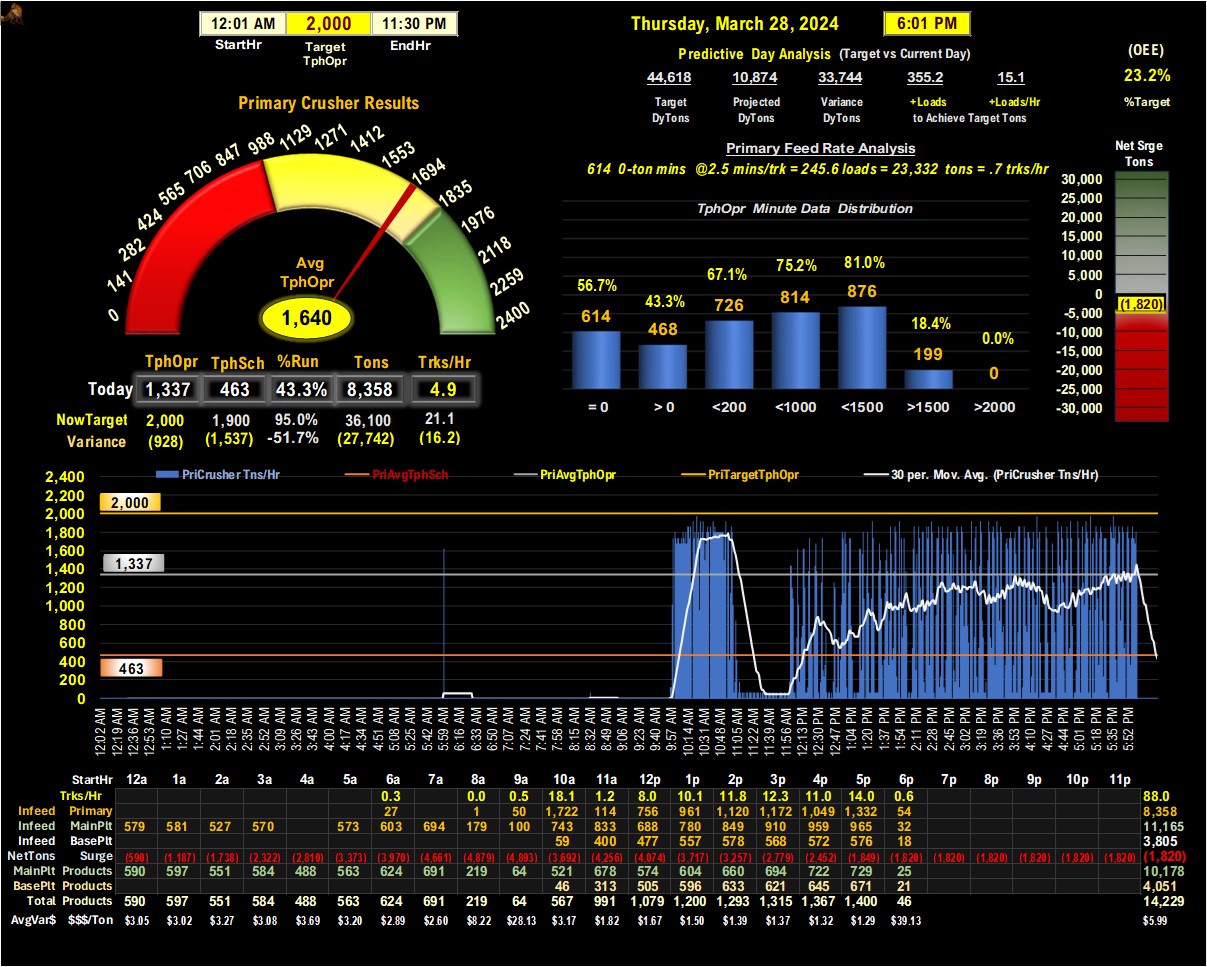 12:01 AM 2,000 11:30 PM
StartHr Target TphOpr EndHr
Thursday, March 28, 2024 6:01 PM
Predictive Day Analysis (Target vs Current Day)
44,618 10,874 33,744 355.2 15.1
Target Projected Variance +Loads +Loads/Hr
DyTons DyTons DyTons to Achieve Target Tons
(OEE)
23.2%
%Target
Primary Crusher Results
0 141 282 424 565 706 847 988 1129 1271 1412 1553 1694 1835 1976 2118 2259 2400
Avg
TphOpr
1,640
TphOpr TphSch %Run Tons Trks/Hr
Today 1,337 463 43.3% 8,358 4.9
NowTarget 2,000 1,900 95.0% 36,100 21.1
Variance (928) (1,537) -51.7% (27,742) (16.2)
Primary Feed Rate Analysis
614 0-ton mins @2.5 mins/trk = 245.6 loads = 23,332 tons = .7 trks/hr
TphOpr Minute Data Distribution
56.7% 43.3% 67.1% 75.2% 81.0% 18.4% 0.0%
614 468 726 814 876 199 0
= 0 > 0 <200 <1000 <1500 >1500 >2000
Net Srge
Tons
30,000
25,000
20,000
15,000
10,000
5,000
0
(1,820)
-5,000
-10,000
-15,000
-20,000
-25,000
-30,000
PriCrusher Tns/Hr PriAvgTphSch PriAvgTphOpr PriTargetTphOpr 30 per. Mov. Avg. (PriCrusher Tns/Hr)
2,400
2,200
2,000
1,800
1,600
1,400
1,200
1,000
800
600
400
200
0
2,000
1,337
463
12:02 AM 12:19 AM 12:36 AM 12:53 AM 1:10 AM 1:27 AM 1:44 AM 2:01 AM 2:18 AM 2:35 AM 2:52 AM 3:09 AM 3:26 AM 3:43 AM 4:00 AM 4:17 AM 4:34 AM 4:51 AM 5:08 AM 5:25 AM 5:42 AM 5:59 AM 6:16 AM 6:33 AM 6:50 AM 7:07 AM 7:24 AM 7:41 AM 7:58 AM 8:15 AM 8:32 AM 8:49 AM 9:06 AM 9:23 AM 9:40 AM 9:57 AM 10:14 AM 10:31 AM 10:48 AM 11:05 AM 11:22 AM 11:39 AM 11:56 AM 12:13 PM 12:30 PM 12:47 PM 1:04 PM 1:20 PM 1:37 PM 1:54 PM 2:11 PM 2:28 PM 2:45 PM 3:02 PM 3:19 PM 3:36 PM 3:53 PM 4:10 PM 4:27 PM 4:44 PM 5:01 PM 5:18 PM 5:35 PM 5:52 PM
StartHr 12a 1a 2a 3a 4a 5a 6a 7a 8a 9a 10a 11a 12p 1p 2p 3p 4p 5p 6p 7p 8p 9p 10p 11p
Trks/Hr 0.3 0.0 0.5 18.1 1.2 8.0 10.1 11.8 12.3 11.0 14.0 0.6 88.0
Infeed Primary 27 1 50 1,722 114 756 961 1,120 1,172 1,049 1,332 54 8,358
Infeed MainPlt 579 581 527 570 573 603 694 179 100 743 833 688 780 849 910 959 965 32 11,165
Infeed BasePlt 59 400 477 557 578 568 572 576 18 3,805
NetTons Surge (590) (1,187) (1,738) (2,322) (2,810) (3,373) (3,970) (4,661) (4,879) (4,893) (3,692) (4,256) (4,074) (3,717) (3,257) (2,779) (2,452) (1,849) (1,820) (1,820) (1,820) (1,820) (1,820) (1,820) (1,820)
MainPlt Products 590 597 551 584 488 563 624 691 219 64 521 678 574 604 660 694 722 729 25 10,178
BasePlt Products 46 313 505 596 633 621 645 671 21 4,051
Total Products 590 597 551 584 488 563 624 691 219 64 567 991 1,079 1,200 1,293 1,315 1,367 1,400 46 14,229
AvgVar$ $$$/Ton $3.05 $3.02 $3.27 $3.08 $3.69 $3.20 $2.89 $2.60 $8.22 $28.13 $3.17 $1.82 $1.67 $1.50 $1.39 $1.37 $1.32 $1.29 $39.13 $5.99